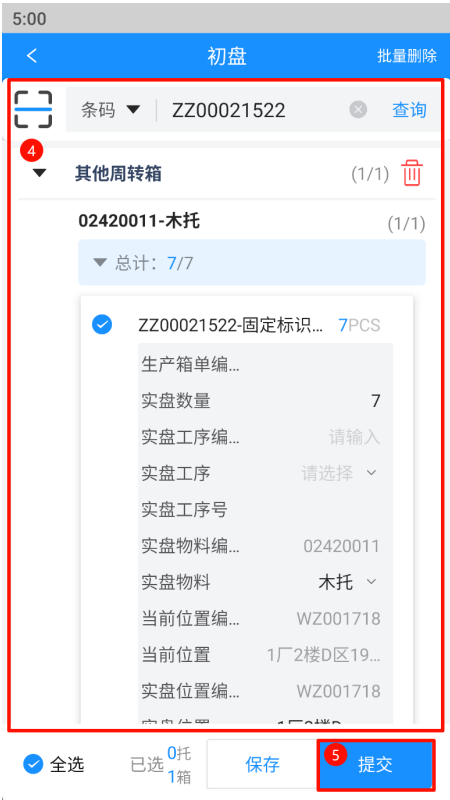 5:00
初盘 批量删除
条码 ZZ00021522 查询
4
其他周转箱 (1/1)
02420011-木托 (1/1)
总计：7/7
ZZ00021522-固定标识... 7PCS
生产箱单编...
实盘数量 7
实盘工序编... 请输入
实盘工序 请选择
实盘工序号
实盘物料编... 02420011
实盘物料 木托
当前位置编... WZ001718
当前位置 1厂2楼D区19...
实盘位置编... WZ001718
全选 已选 0托 1箱 保存 5 提交